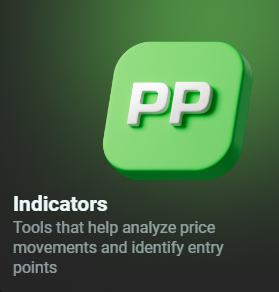 PP
Indicators
Tools that help analyze price
movements and identify entry
points